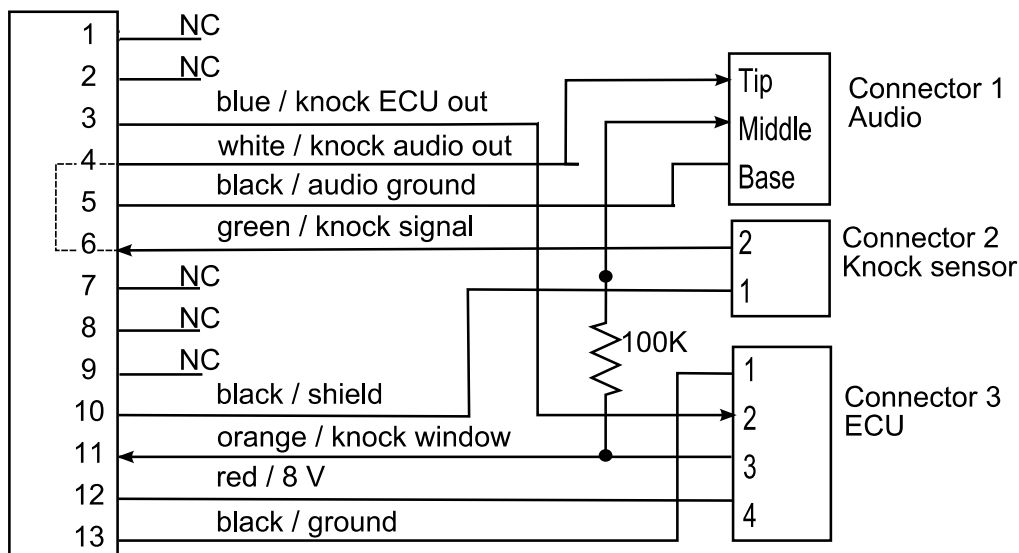 1 NC
2 NC
3 blue / knock ECU out
4 white / knock audio out
5 black / audio ground
6 green / knock signal
7 NC
8 NC
9 NC
10 black / shield
11 orange / knock window
12 red / 8 V
13 black / ground
100K
Tip
Middle
Base
Connector 1
Audio
2
1
Connector 2
Knock sensor
1
2
3
4
Connector 3
ECU